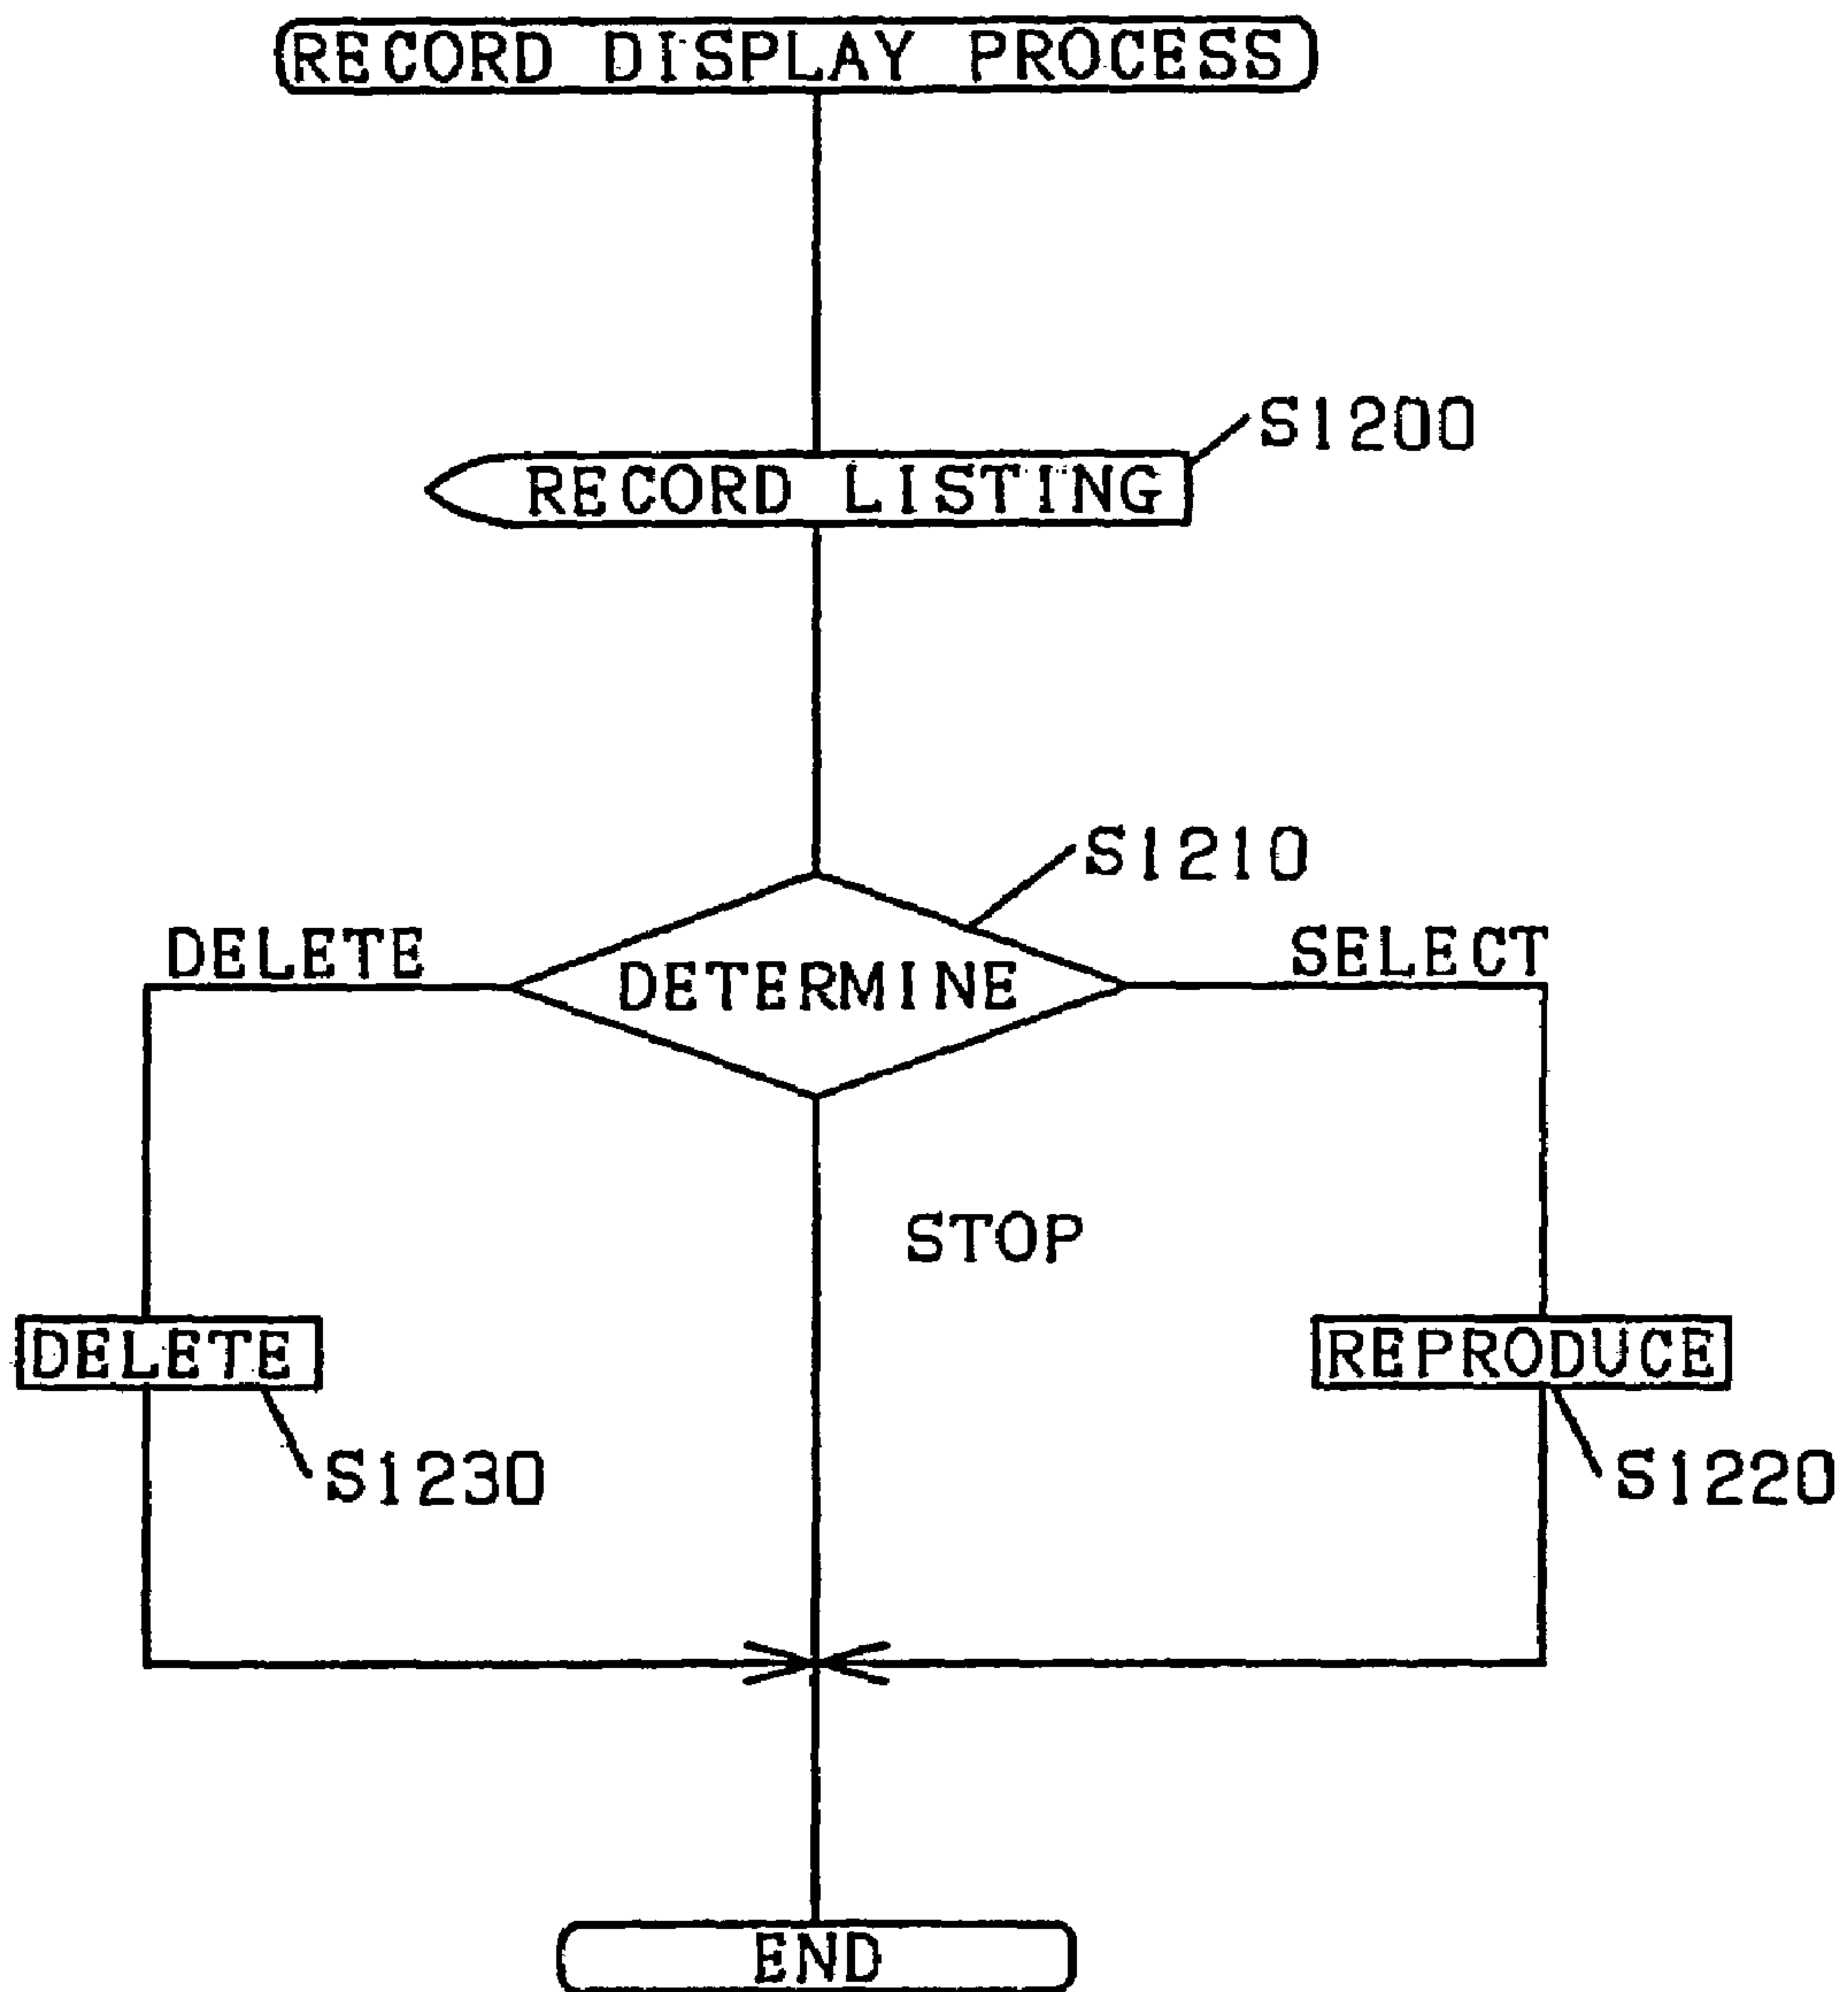 RECORD DISPLAY PROCESS
S1200
RECORD LISTING
S1210
DELETE
SELECT
DETERMINE
STOP
DELETE
REPRODUCE
S1230
S1220
END